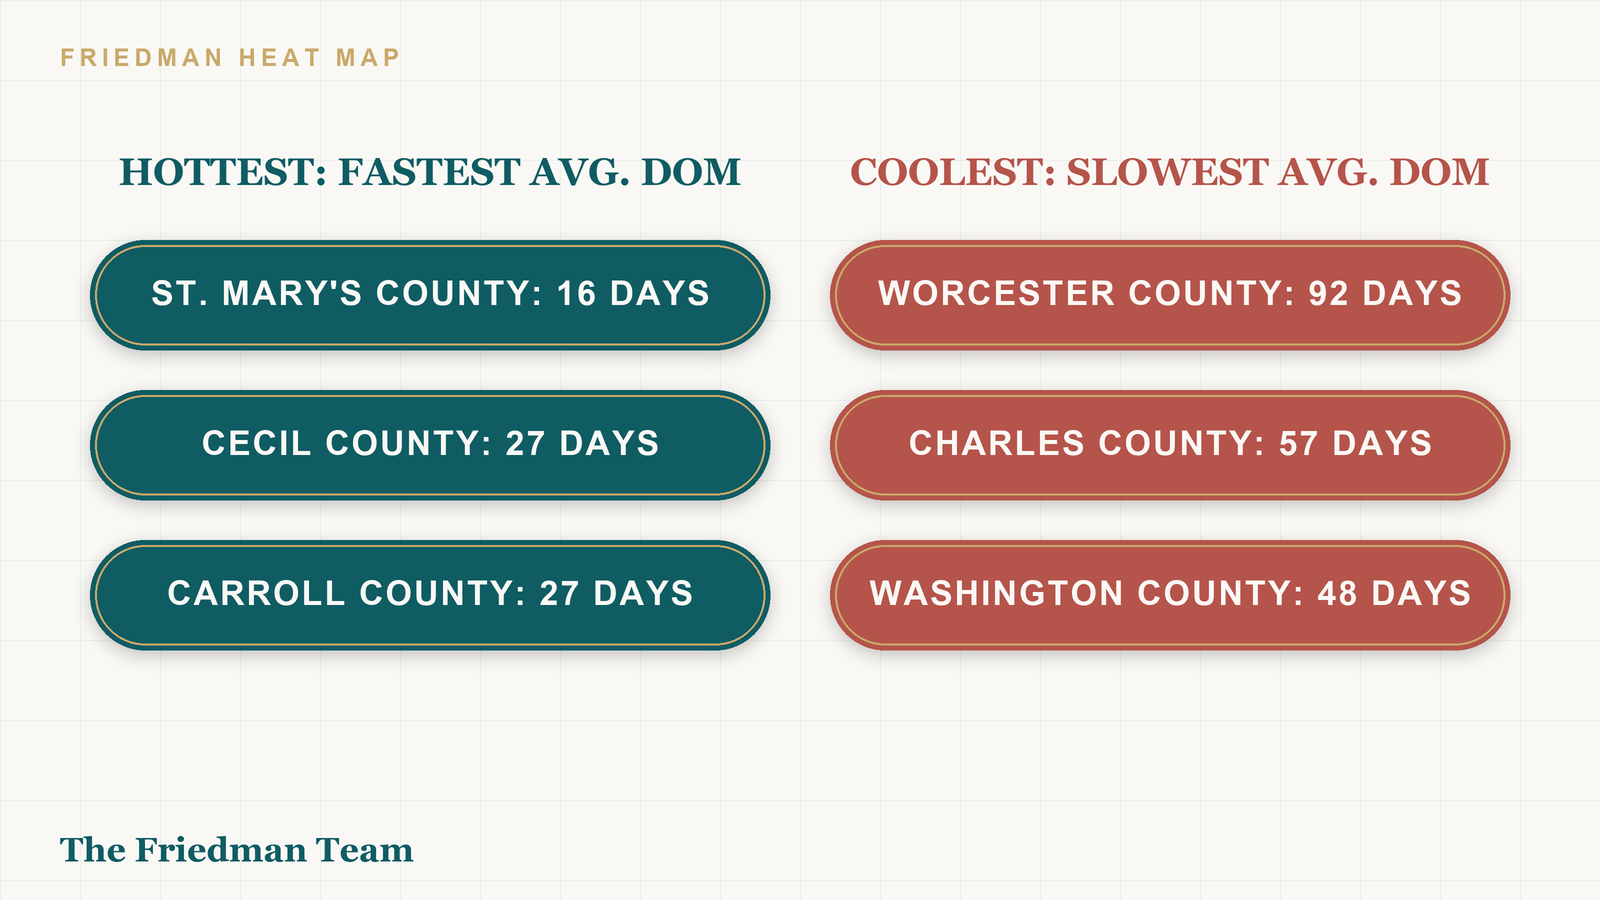 FRIEDMAN HEAT MAP
HOTTEST: FASTEST AVG. DOM
ST. MARY'S COUNTY: 16 DAYS
CECIL COUNTY: 27 DAYS
CARROLL COUNTY: 27 DAYS
COOLEST: SLOWEST AVG. DOM
WORCESTER COUNTY: 92 DAYS
CHARLES COUNTY: 57 DAYS
WASHINGTON COUNTY: 48 DAYS
The Friedman Team